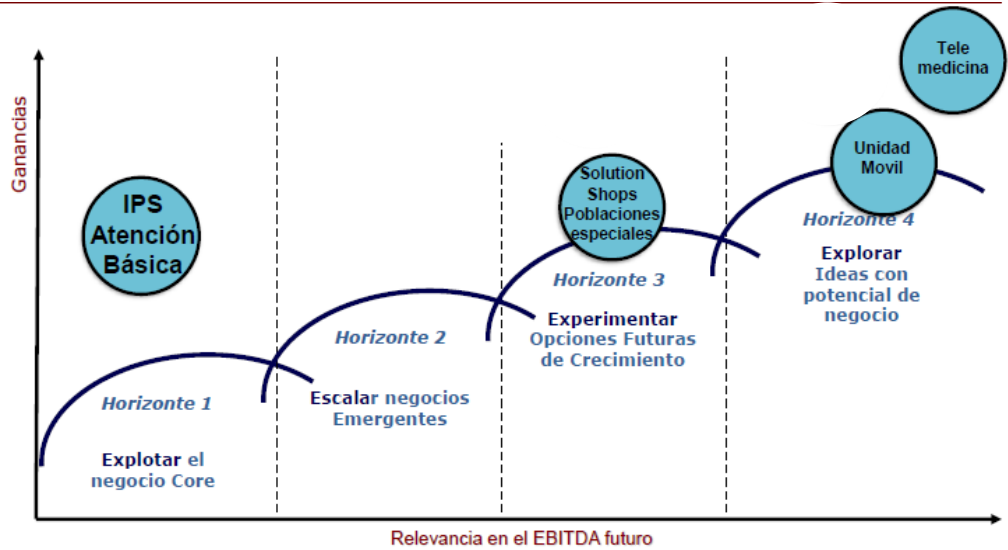 Ganancias
IPS
Atención
Básica
Horizonte 1
Explotar el
negocio Core
Horizonte 2
Escalar negocios
Emergentes
Solution
Shops
Poblaciones
especiales
Horizonte 3
Experimentar
Opciones Futuras
de Crecimiento
Tele
medicina
Unidad
Movil
Horizonte 4
Explorar
Ideas con
potencial de
negocio
Relevancia en el EBITDA futuro